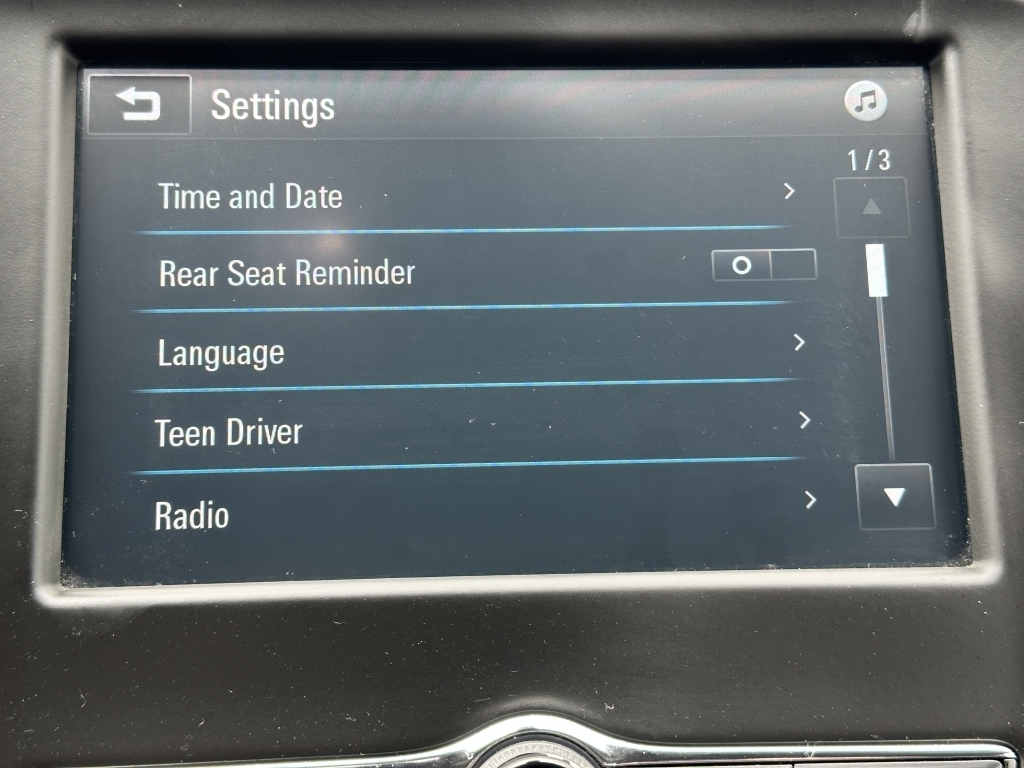 Settings
1/3
Time and Date
Rear Seat Reminder
Language
Teen Driver
Radio